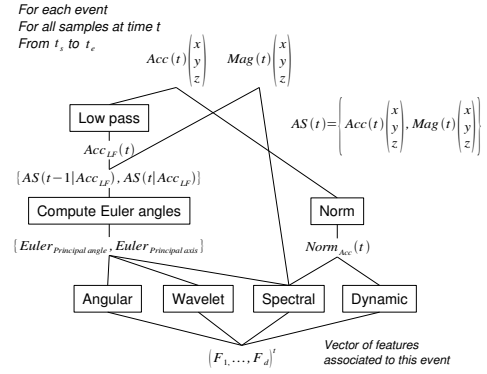 For each event
For all samples at time t
From t_s to t_e
Acc(t)(x y z) Mag(t)(x y z)
Low pass
AS(t)={Acc(t)(x y z), Mag(t)(x y z)}
Acc_LF(t)
{AS(t−1|Acc_LF), AS(t|Acc_LF)}
Compute Euler angles Norm
{Euler_Principal angle, Euler_Principal axis} Norm_Acc(t)
Angular Wavelet Spectral Dynamic
(F_1,…, F_d)^t
Vector of features
associated to this event